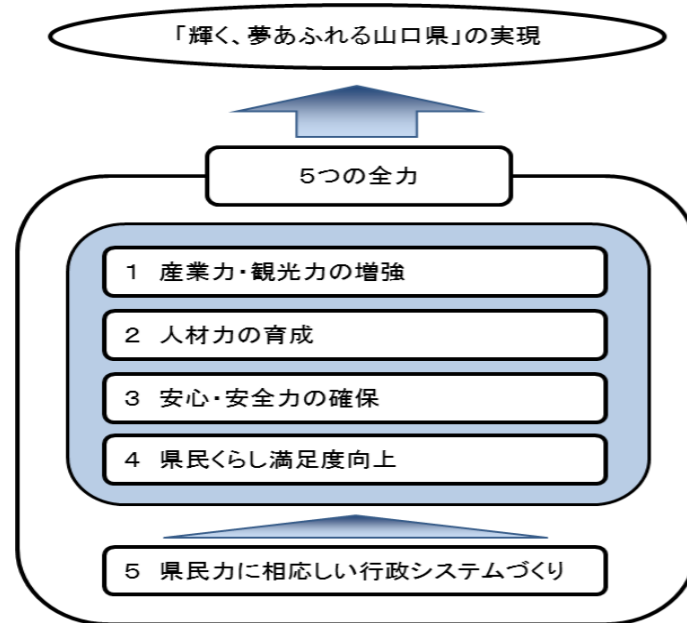 「輝く、夢あふれる山口県」の実現
5つの全力
1 産業力・観光力の増強
2 人材力の育成
3 安心・安全力の確保
4 県民くらし満足度向上
5 県民力に相応しい行政システムづくり